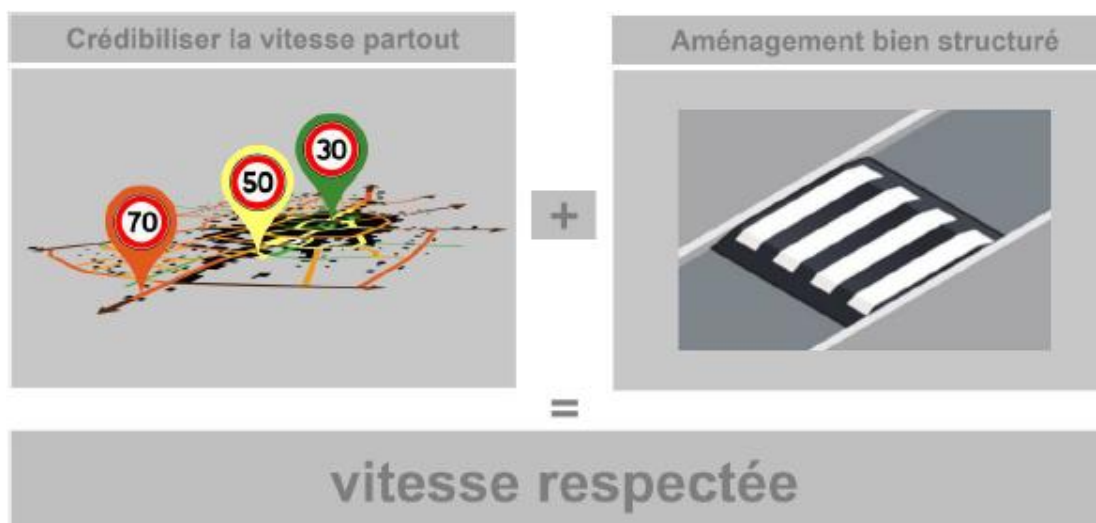 Crédibiliser la vitesse partout
Aménagement bien structuré
30
50
70
+
=
vitesse respectée